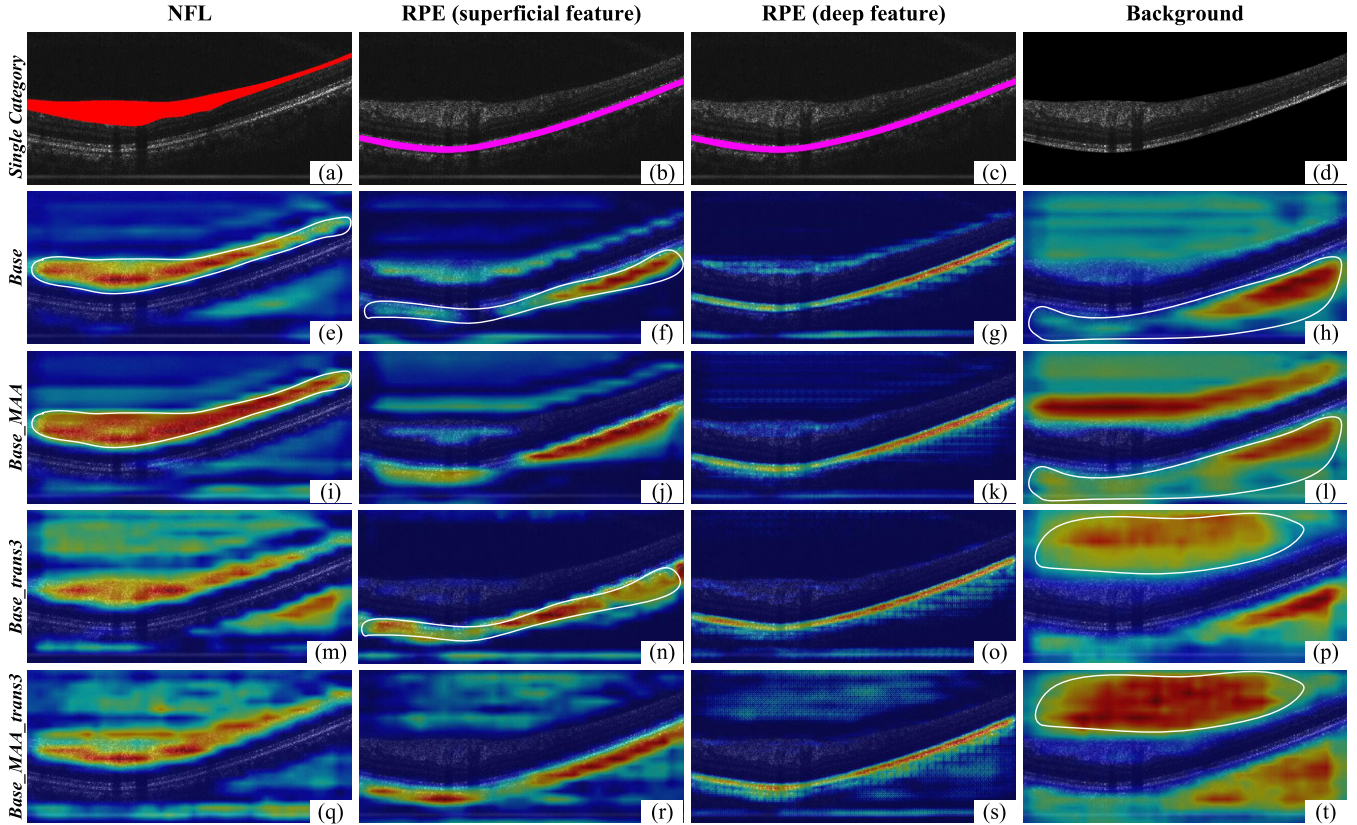 NFL RPE (superficial feature) RPE (deep feature) Background
Single Category
(a) (b) (c) (d)
Base
(e) (f) (g) (h)
Base_MAA
(i) (j) (k) (l)
Base_trans3
(m) (n) (o) (p)
Base_MAA_trans3
(q) (r) (s) (t)